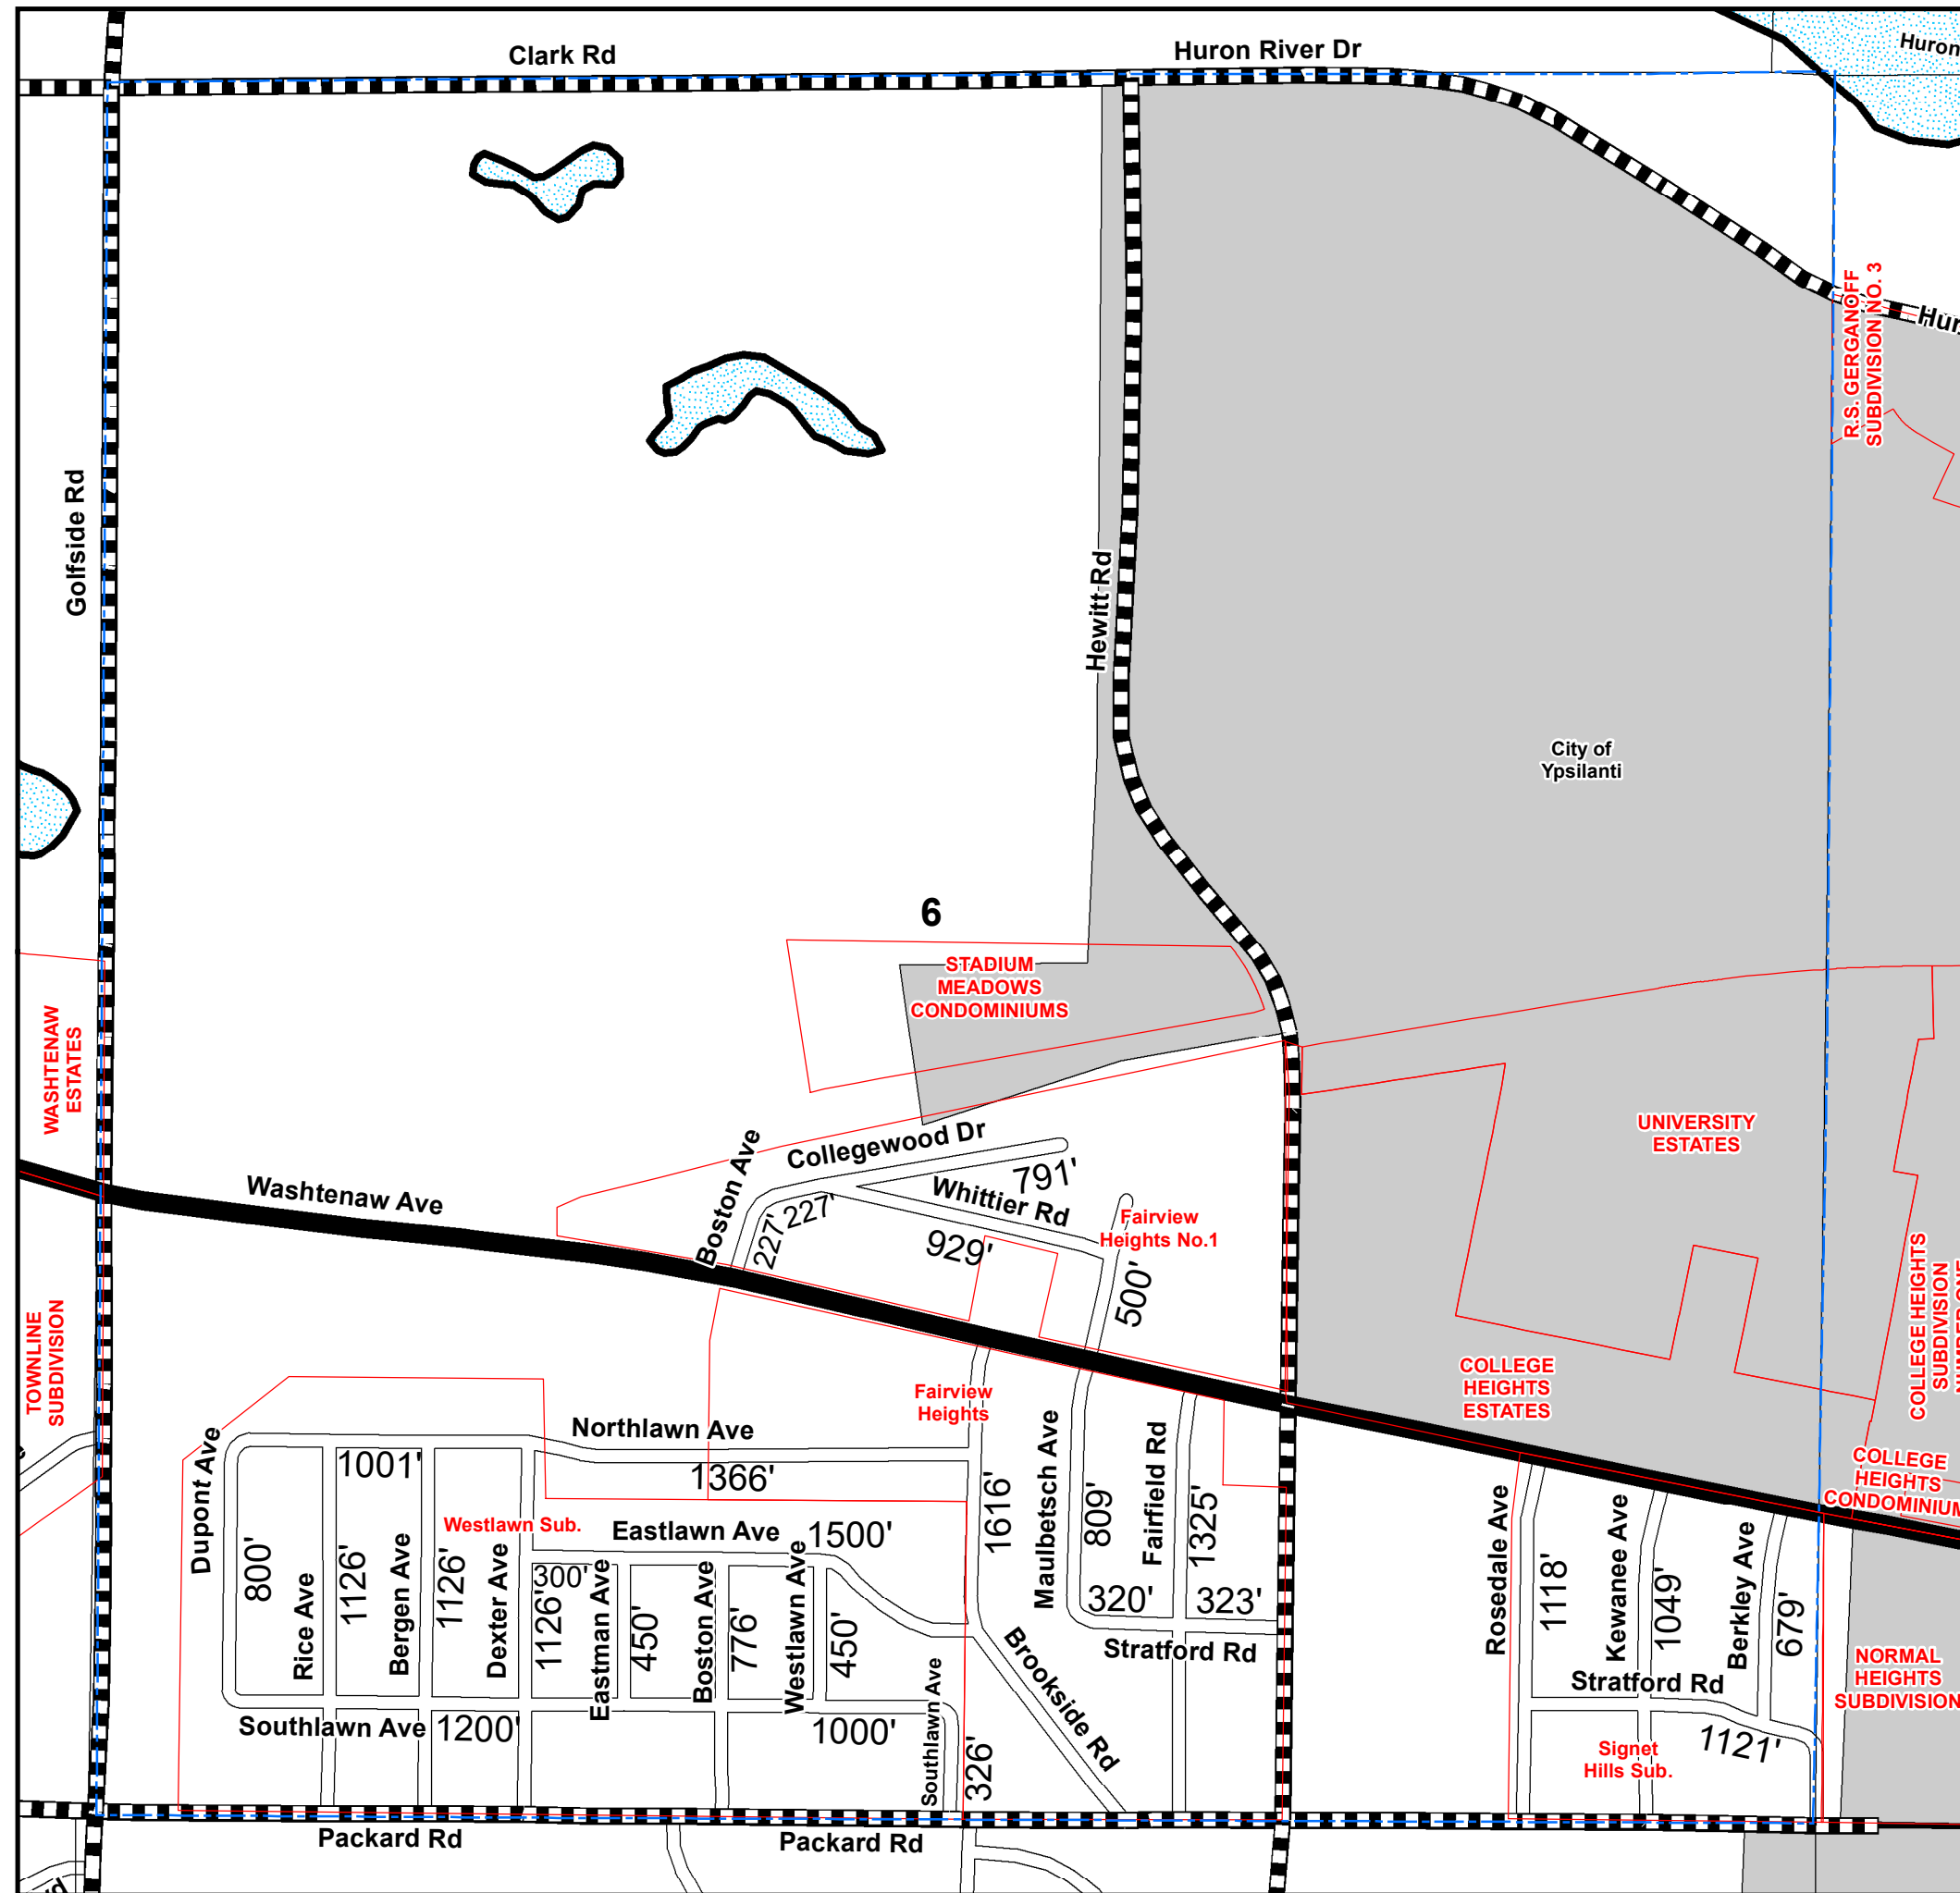 Clark Rd
Huron River Dr
Huron
R.S. GERGANOFF
SUBDIVISION NO. 3
Golfside Rd
Hewitt Rd
City of
Ypsilanti
6
STADIUM
MEADOWS
CONDOMINIUMS
WASHTENAW
ESTATES
UNIVERSITY
ESTATES
Washtenaw Ave
Boston Ave
Collegewood Dr
791'
Whittier Rd
227'
227'
929'
Fairview
Heights No.1
500'
TOWNLINE
SUBDIVISION
COLLEGE HEIGHTS
SUBDIVISION
COLLEGE
HEIGHTS
ESTATES
Fairview
Heights
Northlawn Ave
1001'
1366'
COLLEGE
HEIGHTS
CONDOMINIUM
Dupont Ave
800'
Rice Ave
1126'
Bergen Ave
1126'
Dexter Ave
1126'
Westlawn Sub.
Eastlawn Ave
1500'
300'
Eastman Ave
450'
Boston Ave
776'
Westlawn Ave
450'
1616'
Maulbetsch Ave
809'
Fairfield Rd
1325'
320'
323'
Stratford Rd
Rosedale Ave
1118'
Kewanee Ave
1049'
Berkley Ave
679'
Stratford Rd
1121'
NORMAL
HEIGHTS
SUBDIVISION
Southlawn Ave
1200'
1000'
Southlawn Ave
326'
Brookside Rd
Signet
Hills Sub.
Packard Rd
Packard Rd